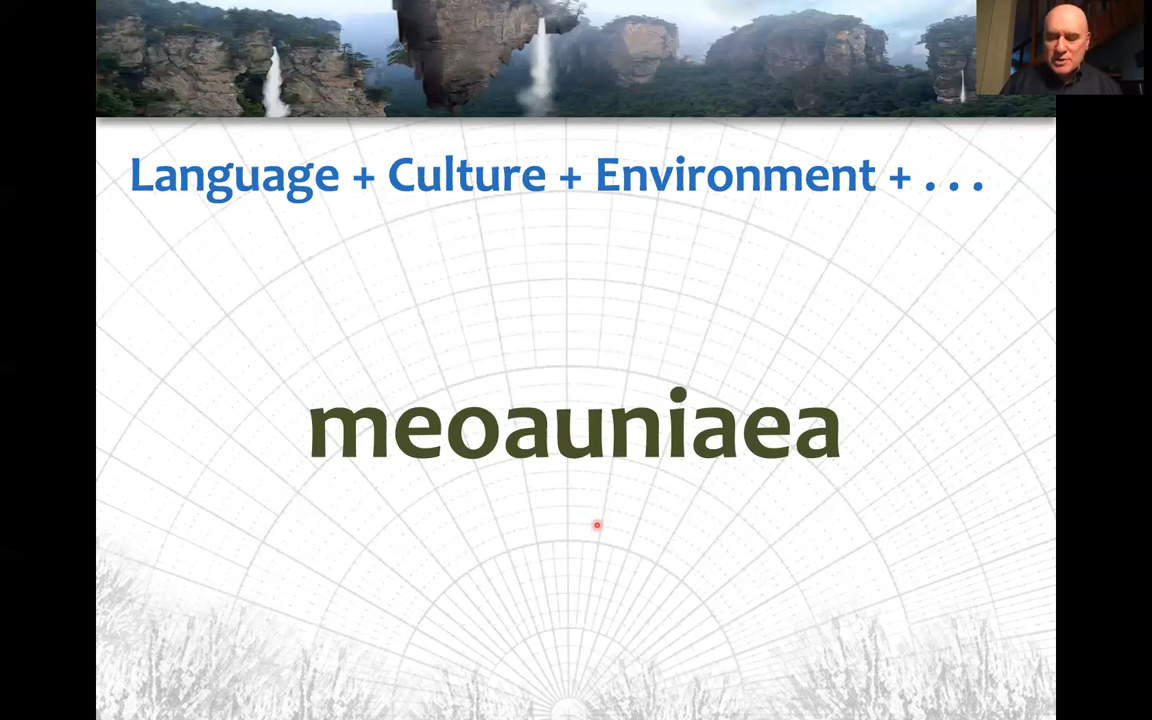 Language + Culture + Environment + . . .
meoauniaea